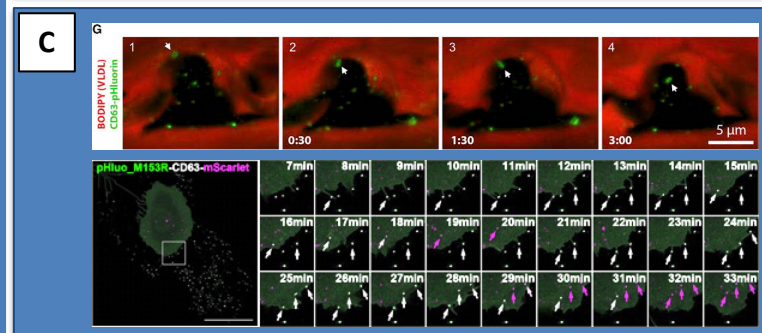 C
G
BODIPY (VLDL)
CD63-pHluorin
1
2
3
4
0:30
1:30
3:00
5 µm
pHluo_M153R-CD63-mScarlet
7min 8min 9min 10min 11min 12min 13min 14min 15min
16min 17min 18min 19min 20min 21min 22min 23min 24min
25min 26min 27min 28min 29min 30min 31min 32min 33min